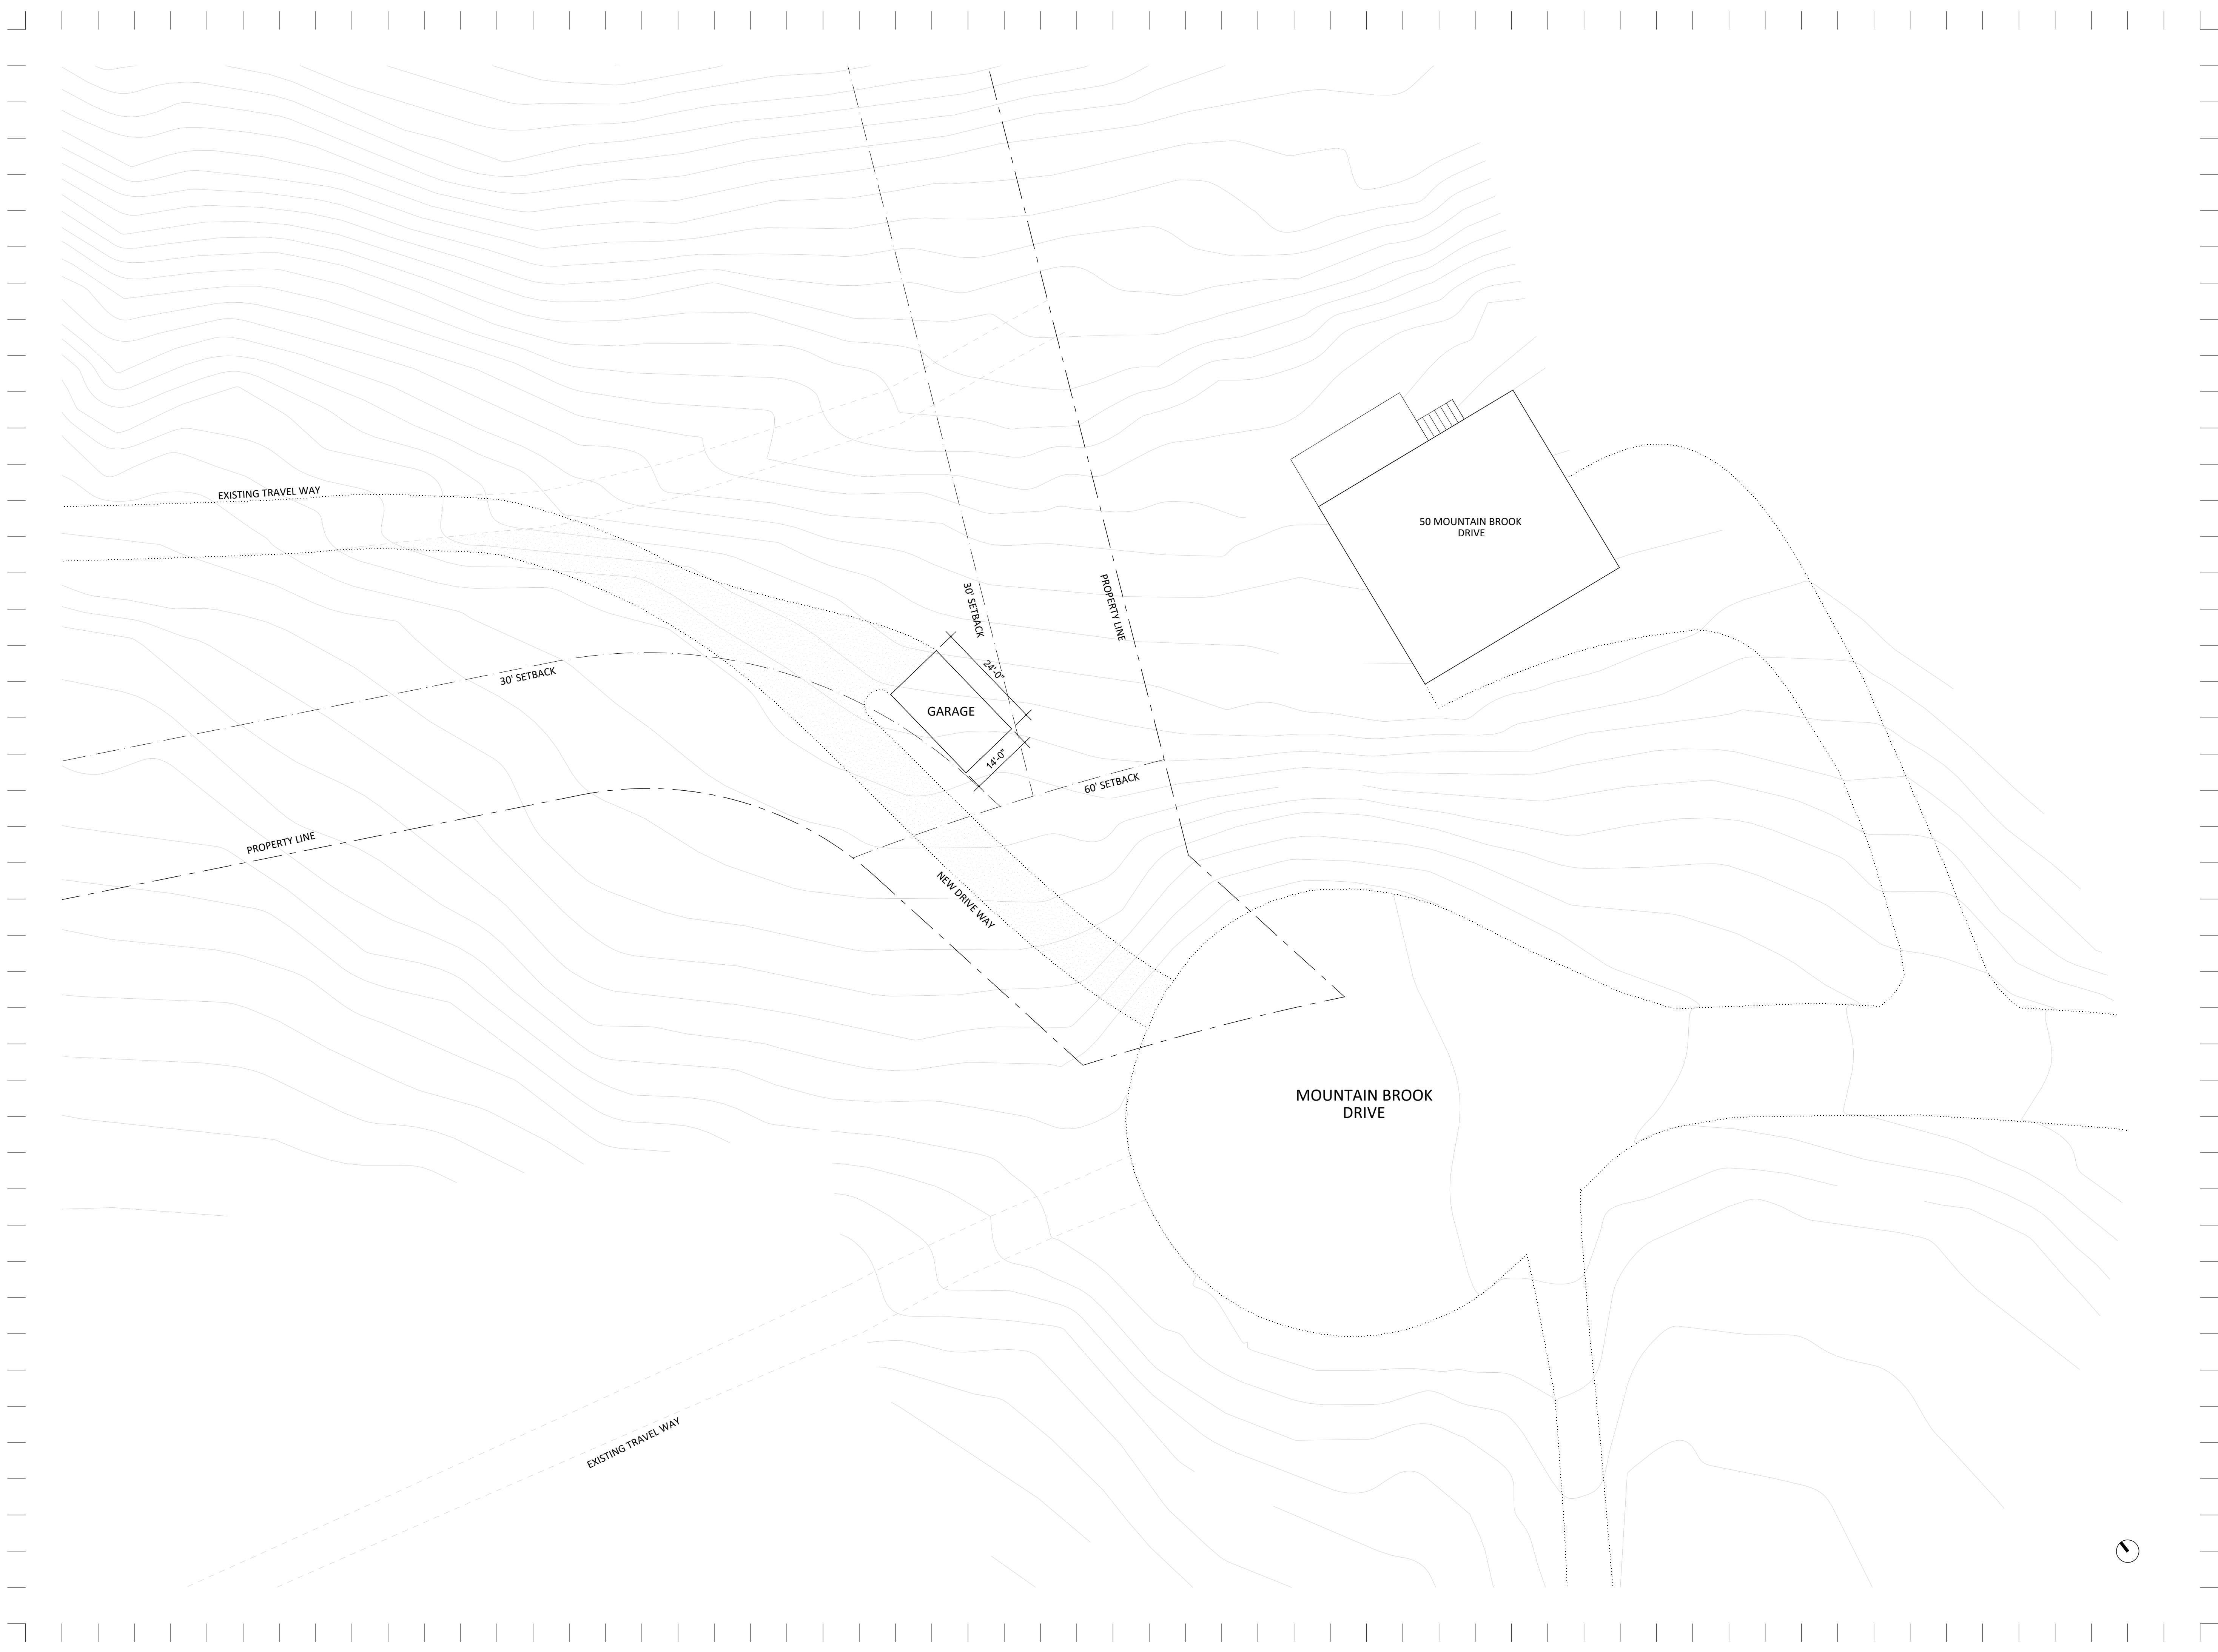 EXISTING TRAVEL WAY
50 MOUNTAIN BROOK
DRIVE
30' SETBACK
PROPERTY LINE
24'-0"
30' SETBACK
GARAGE
14'-0"
60' SETBACK
PROPERTY LINE
NEW DRIVE WAY
MOUNTAIN BROOK
DRIVE
EXISTING TRAVEL WAY